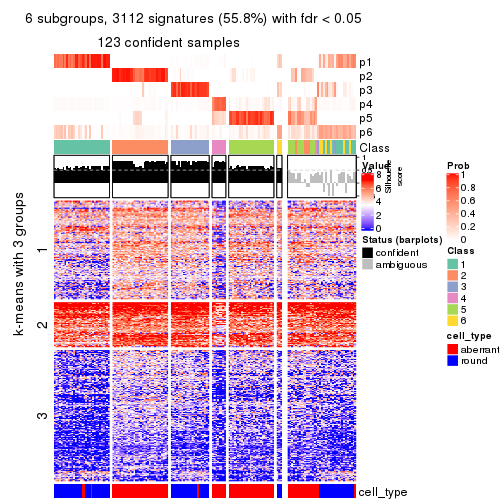 6 subgroups, 3112 signatures (55.8%) with fdr < 0.05
123 confident samples
p1
p2
p3
p4
p5
p6
Class
1
Silhouette
score
k-means with 3 groups
1
2
3
cell_type
Value
8
6
4
2
0
Status (barplots)
confident
ambiguous
Prob
1
0.8
0.6
0.4
0.2
0
Class
1
2
3
4
5
6
cell_type
aberrant
round